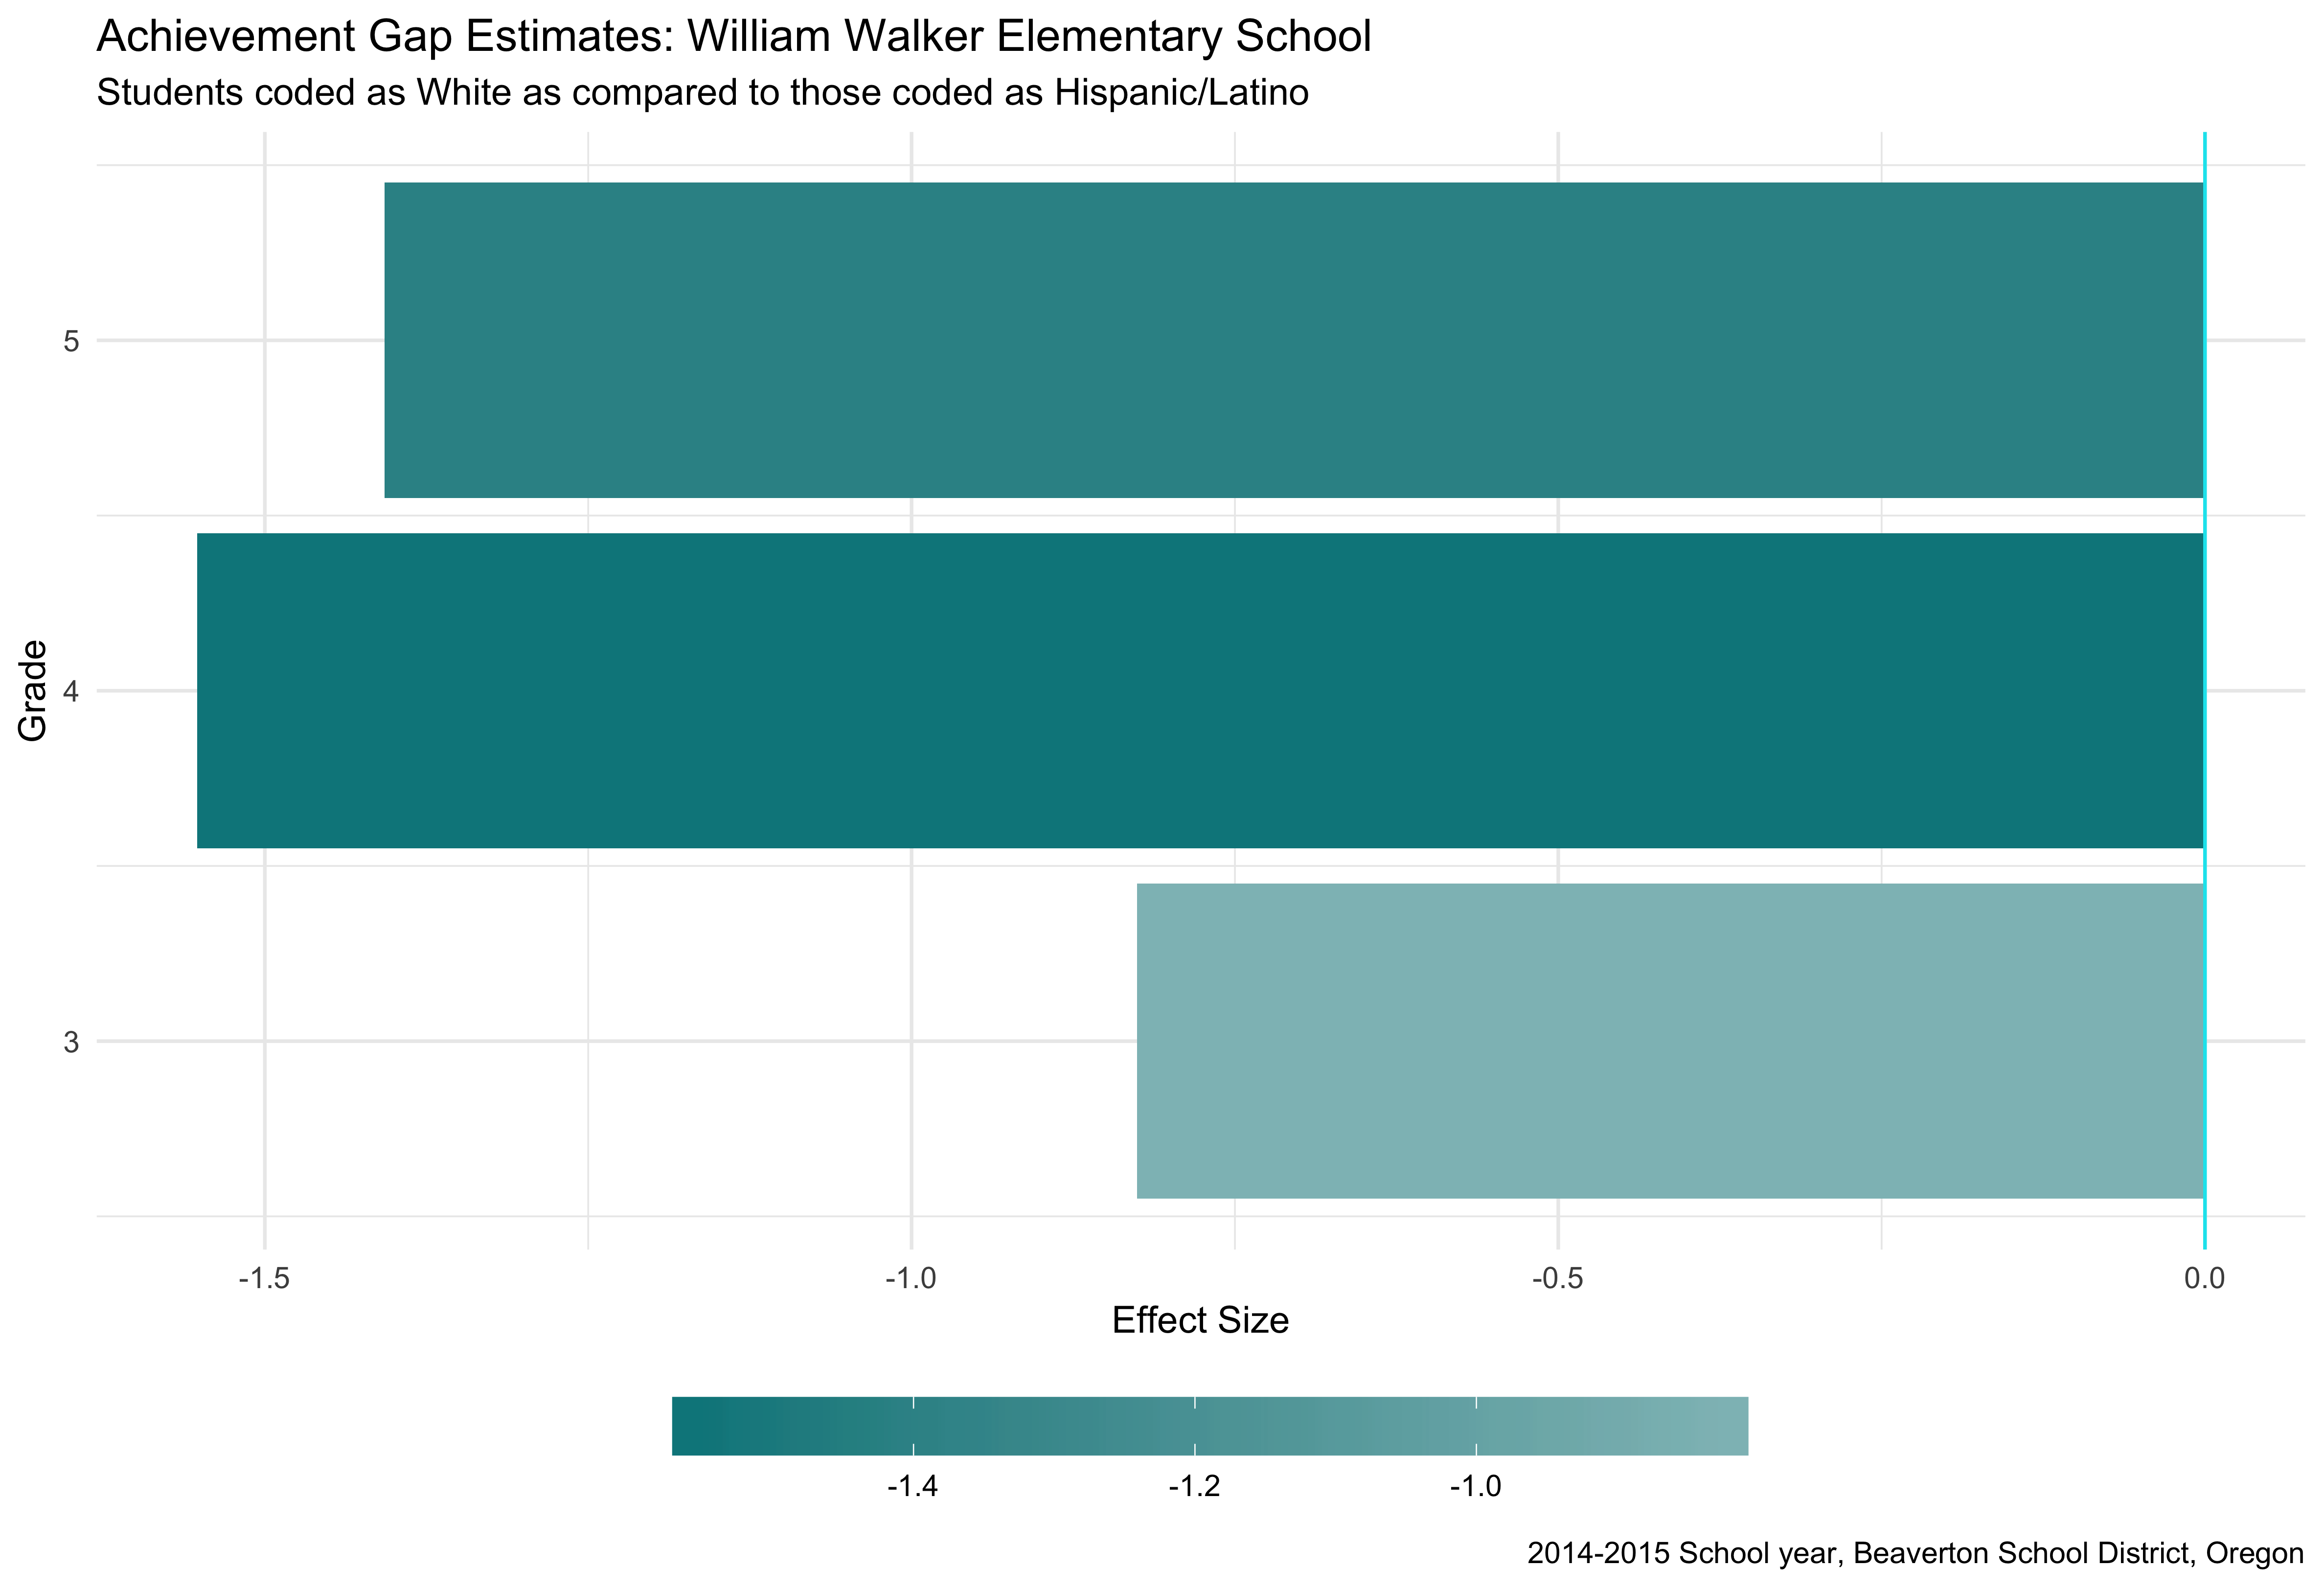 Achievement Gap Estimates: William Walker Elementary School
Students coded as White as compared to those coded as Hispanic/Latino
Grade
5
4
3
-1.5 -1.0 -0.5 0.0
Effect Size
-1.4 -1.2 -1.0
2014-2015 School year, Beaverton School District, Oregon